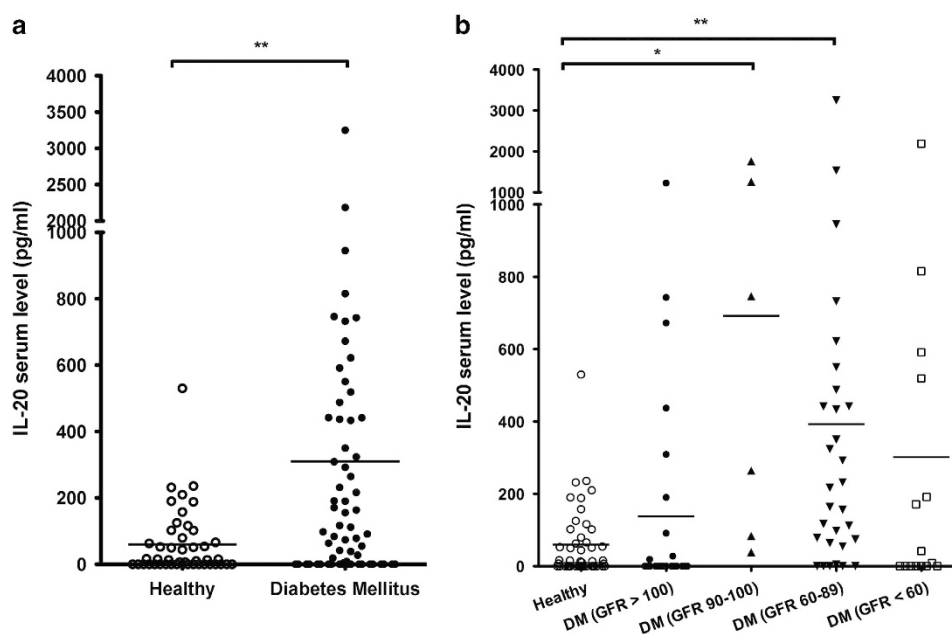 a
**
IL-20 serum level (pg/ml)
4000
3500
3000
2500
2000
1000
800
600
400
200
0
Healthy
Diabetes Mellitus
b
**
*
IL-20 serum level (pg/ml)
4000
3000
2000
1000
1000
800
600
400
200
0
Healthy
DM (GFR > 100)
DM (GFR 90-100)
DM (GFR 60-89)
DM (GFR < 60)